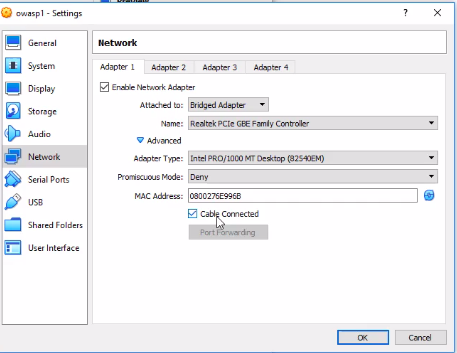 Preview
owasp1 - Settings
General
System
Display
Storage
Audio
Network
Serial Ports
USB
Shared Folders
User Interface
Network
Adapter 1 Adapter 2 Adapter 3 Adapter 4
Enable Network Adapter
Attached to: Bridged Adapter
Name: Realtek PCIe GBE Family Controller
Advanced
Adapter Type: Intel PRO/1000 MT Desktop (82540EM)
Promiscuous Mode: Deny
MAC Address: 0800276E996B
Cable Connected
Port Forwarding
OK Cancel